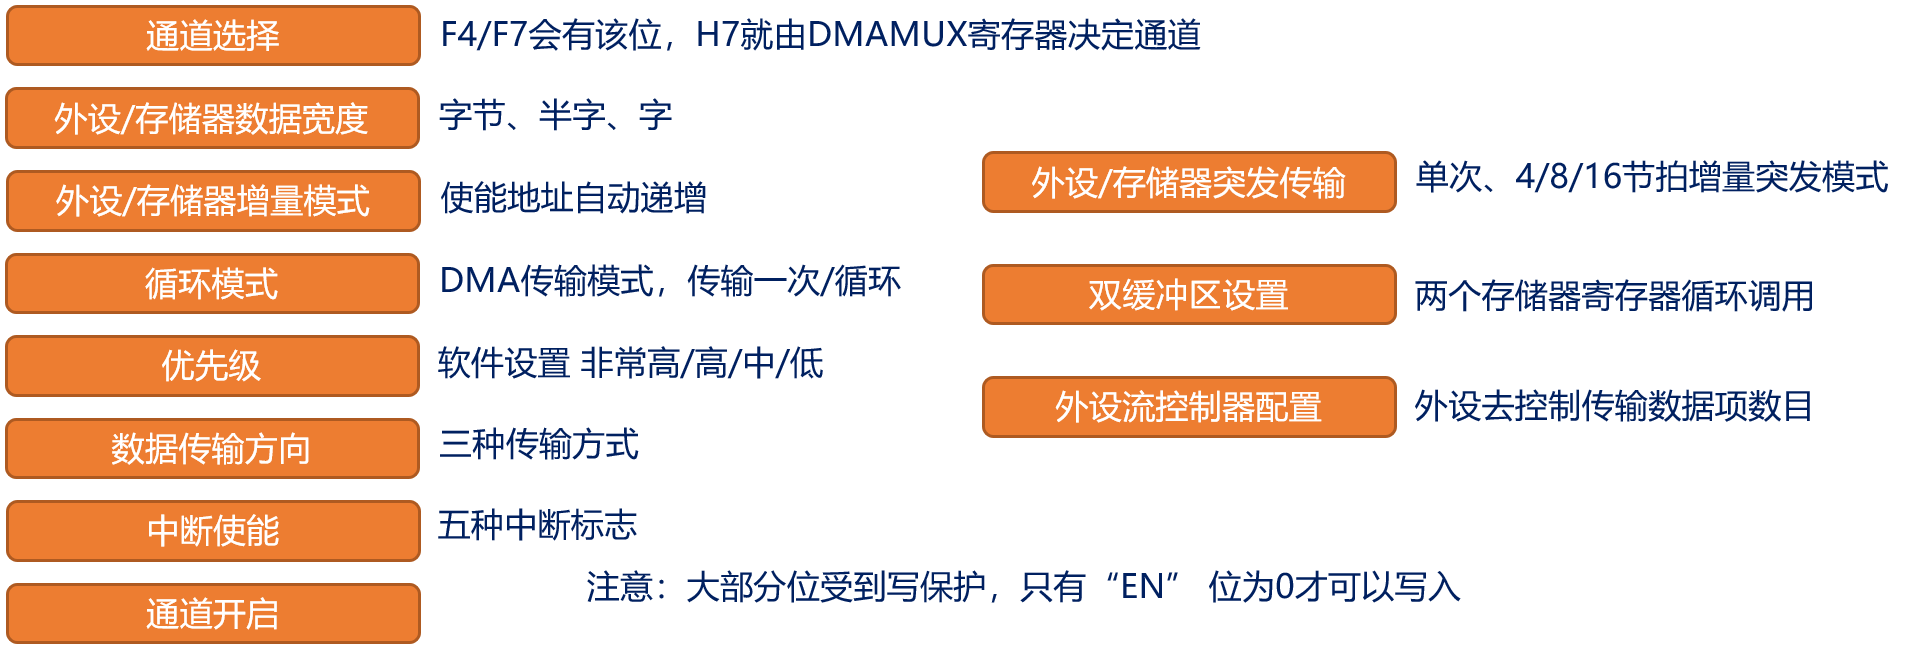 通道选择 F4/F7会有该位，H7就由DMAMUX寄存器决定通道
外设/存储器数据宽度 字节、半字、字
外设/存储器增量模式 使能地址自动递增
循环模式 DMA传输模式，传输一次/循环
优先级 软件设置 非常高/高/中/低
数据传输方向 三种传输方式
中断使能 五种中断标志
通道开启
外设/存储器突发传输 单次、4/8/16节拍增量突发模式
双缓冲区设置 两个存储器寄存器循环调用
外设流控制器配置 外设去控制传输数据项数目
注意：大部分位受到写保护，只有“EN” 位为0才可以写入